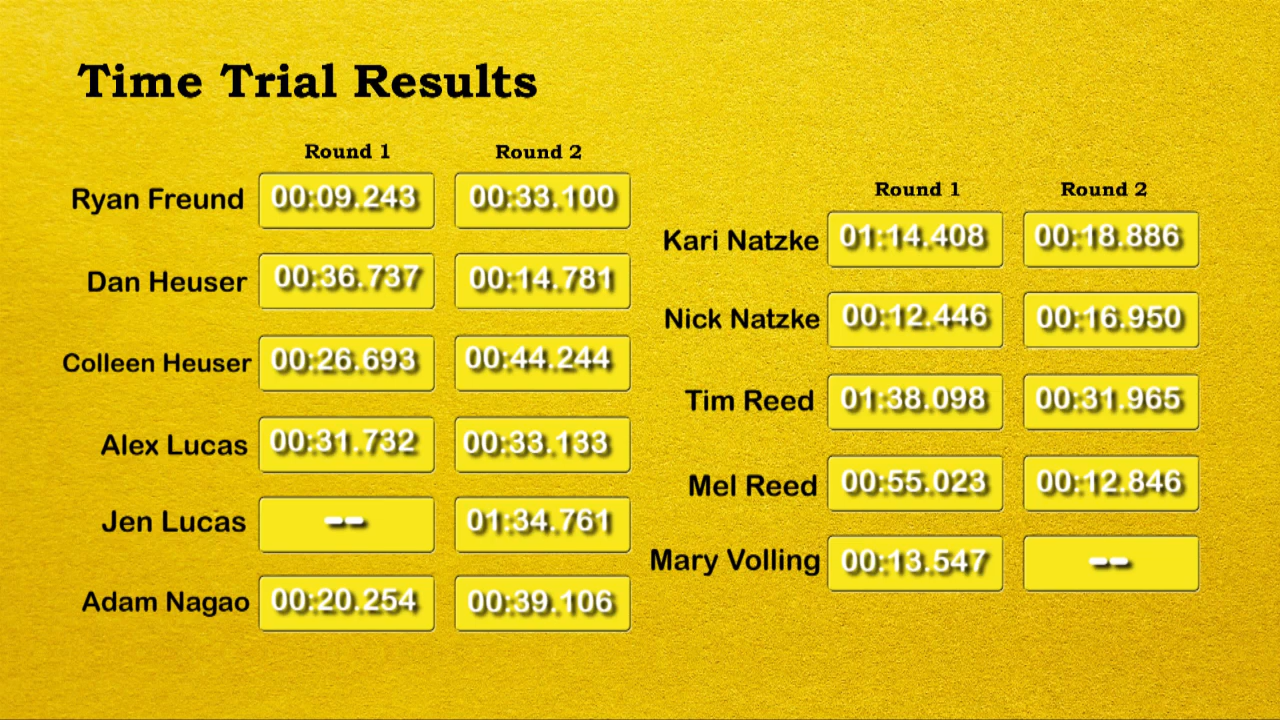 Time Trial Results
Round 1 Round 2
Ryan Freund 00:09.243 00:33.100
Dan Heuser 00:36.737 00:14.781
Colleen Heuser 00:26.693 00:44.244
Alex Lucas 00:31.732 00:33.133
Jen Lucas -- 01:34.761
Adam Nagao 00:20.254 00:39.106
Round 1 Round 2
Kari Natzke 01:14.408 00:18.886
Nick Natzke 00:12.446 00:16.950
Tim Reed 01:38.098 00:31.965
Mel Reed 00:55.023 00:12.846
Mary Volling 00:13.547 --